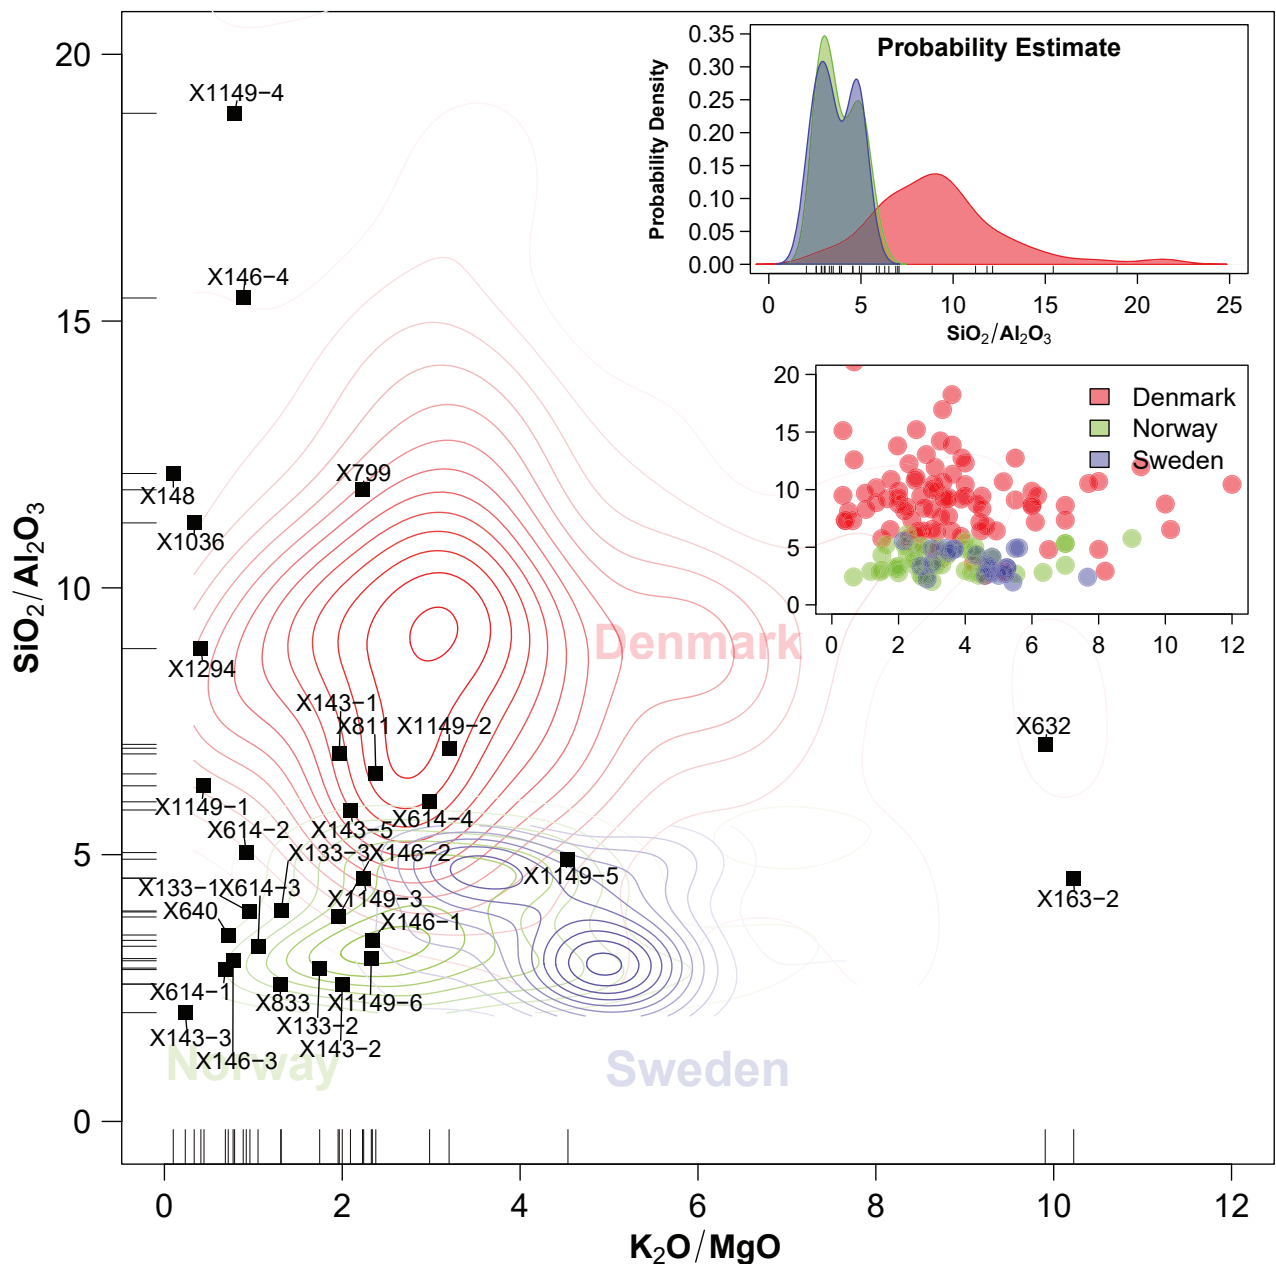 20
15
10
5
0
SiO₂/Al₂O₃
0
2
4
6
8
10
12
K₂O/MgO
X1149−4
X146−4
X148
X799
X1036
X1294
X143−1
X811
X1149−2
X632
X1149−1
X614−4
X614−2
X143−5
X133−3
X146−2
X1149−5
X133−1
X614−3
X1149−3
X163−2
X640
X146−1
X614−1
X833
X1149−6
X133−2
X143−3
X143−2
X146−3
Denmark
Norway
Sweden
Probability Estimate
Probability Density
0.35
0.30
0.25
0.20
0.15
0.10
0.05
0.00
0
5
10
15
20
25
SiO₂/Al₂O₃
20
15
10
5
0
0
2
4
6
8
10
12
Denmark
Norway
Sweden